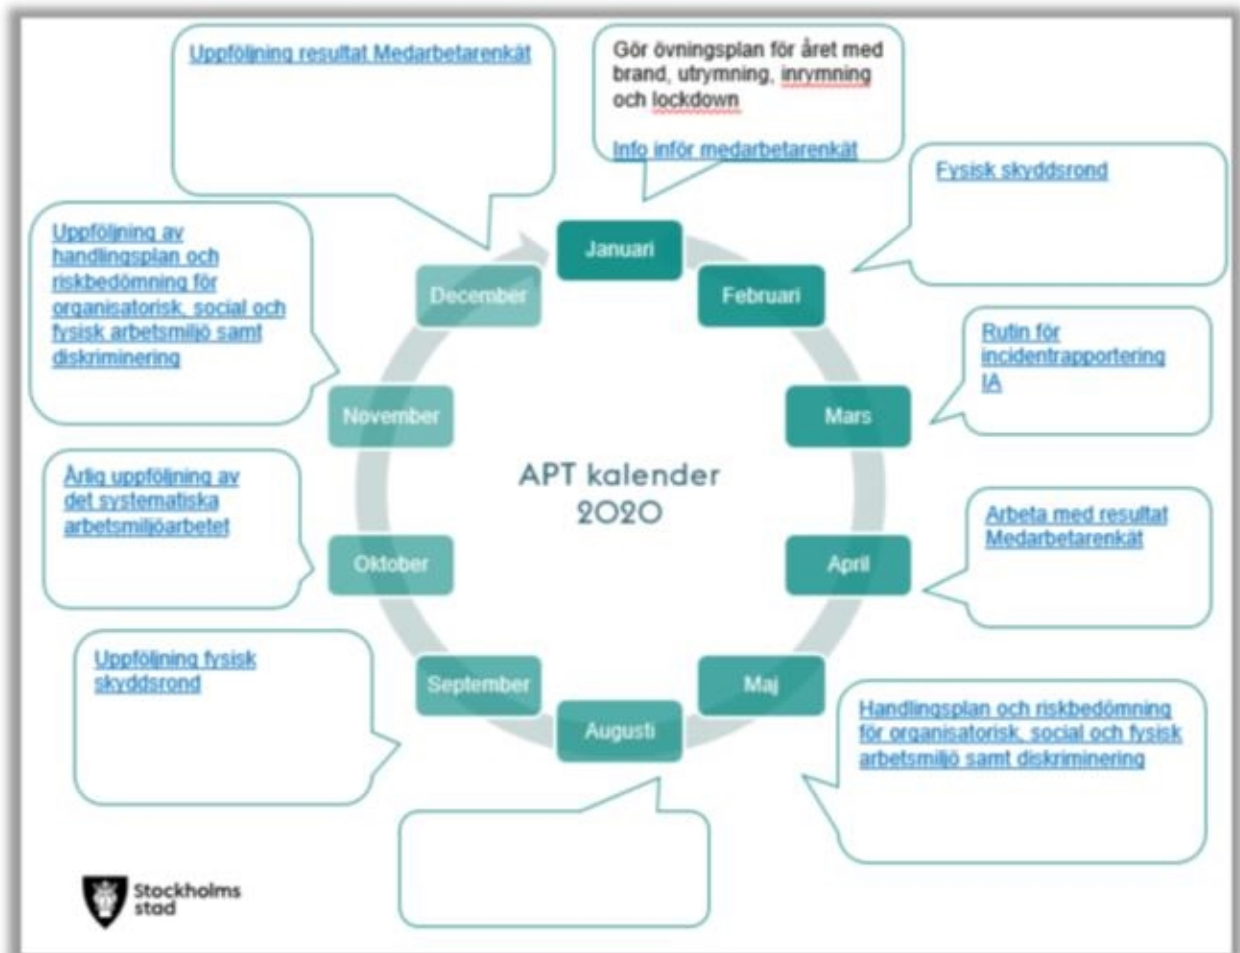 Uppföljning resultat Medarbetarenkät
Gör övningsplan för året med
brand, utrymning, inrymning
och lockdown
Info inför medarbetarenkät
Fysisk skyddsrond
Uppföljning av
handlingsplan och
riskbedömning för
organisatorisk, social och
fysisk arbetsmiljö samt
diskriminering
Januari
December
Februari
Rutin för
incidentrapportering
IA
November
Mars
APT kalender
2020
Årlig uppföljning av
det systematiska
arbetsmiljöarbetet
Arbeta med resultat
Medarbetarenkät
Oktober
April
Uppföljning fysisk
skyddsrond
September
Maj
Augusti
Handlingsplan och riskbedömning
för organisatorisk, social och fysisk
arbetsmiljö samt diskriminering
Stockholms
stad